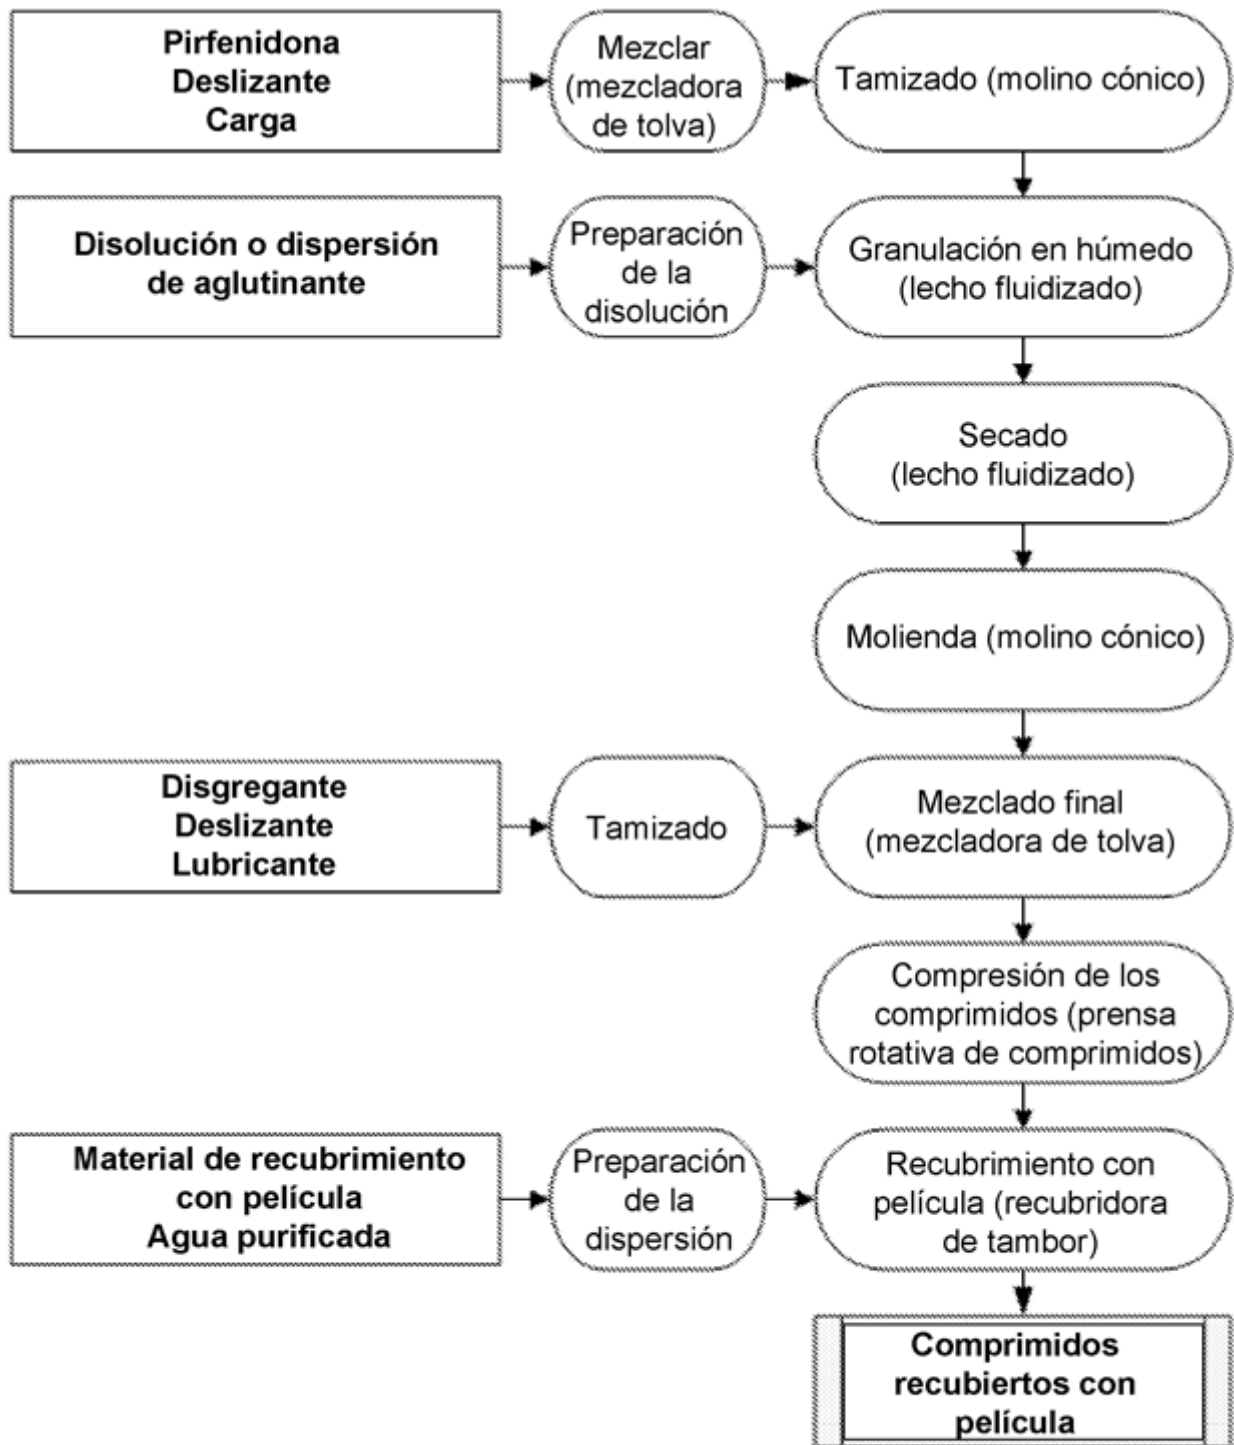 Pirfenidona
Deslizante
Carga
Mezclar
(mezcladora
de tolva)
Tamizado (molino cónico)
Disolución o dispersión
de aglutinante
Preparación
de la
disolución
Granulación en húmedo
(lecho fluidizado)
Secado
(lecho fluidizado)
Molienda (molino cónico)
Disgregante
Deslizante
Lubricante
Tamizado
Mezclado final
(mezcladora de tolva)
Compresión de los
comprimidos (prensa
rotativa de comprimidos)
Material de recubrimiento
con película
Agua purificada
Preparación
de la
dispersión
Recubrimiento con
película (recubridora
de tambor)
Comprimidos
recubiertos con
película